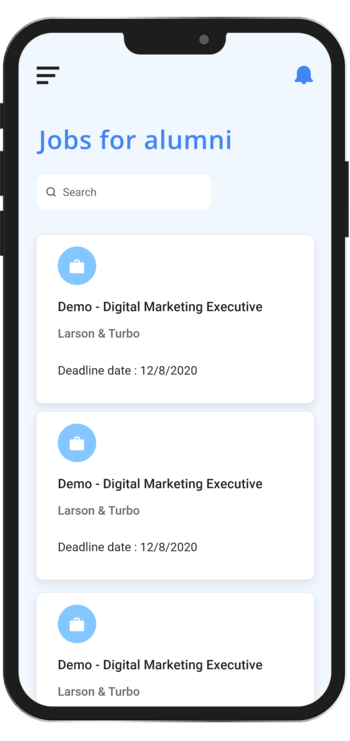 Jobs for alumni
Search
Demo - Digital Marketing Executive
Larson & Turbo
Deadline date : 12/8/2020
Demo - Digital Marketing Executive
Larson & Turbo
Deadline date : 12/8/2020
Demo - Digital Marketing Executive
Larson & Turbo